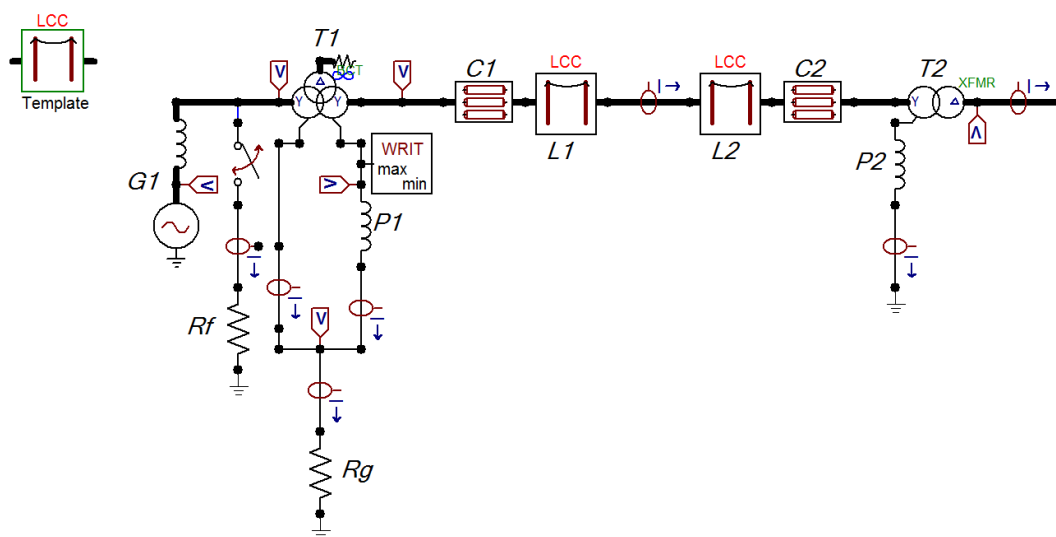 LCC
Template
T1
BCT
V
V
Y
Y
C1
LCC
L1
I
LCC
L2
C2
T2
XFMR
Y
I
V
G1
V
WRIT
max
min
V
P1
P2
I
I
I
I
V
Rf
I
Rg